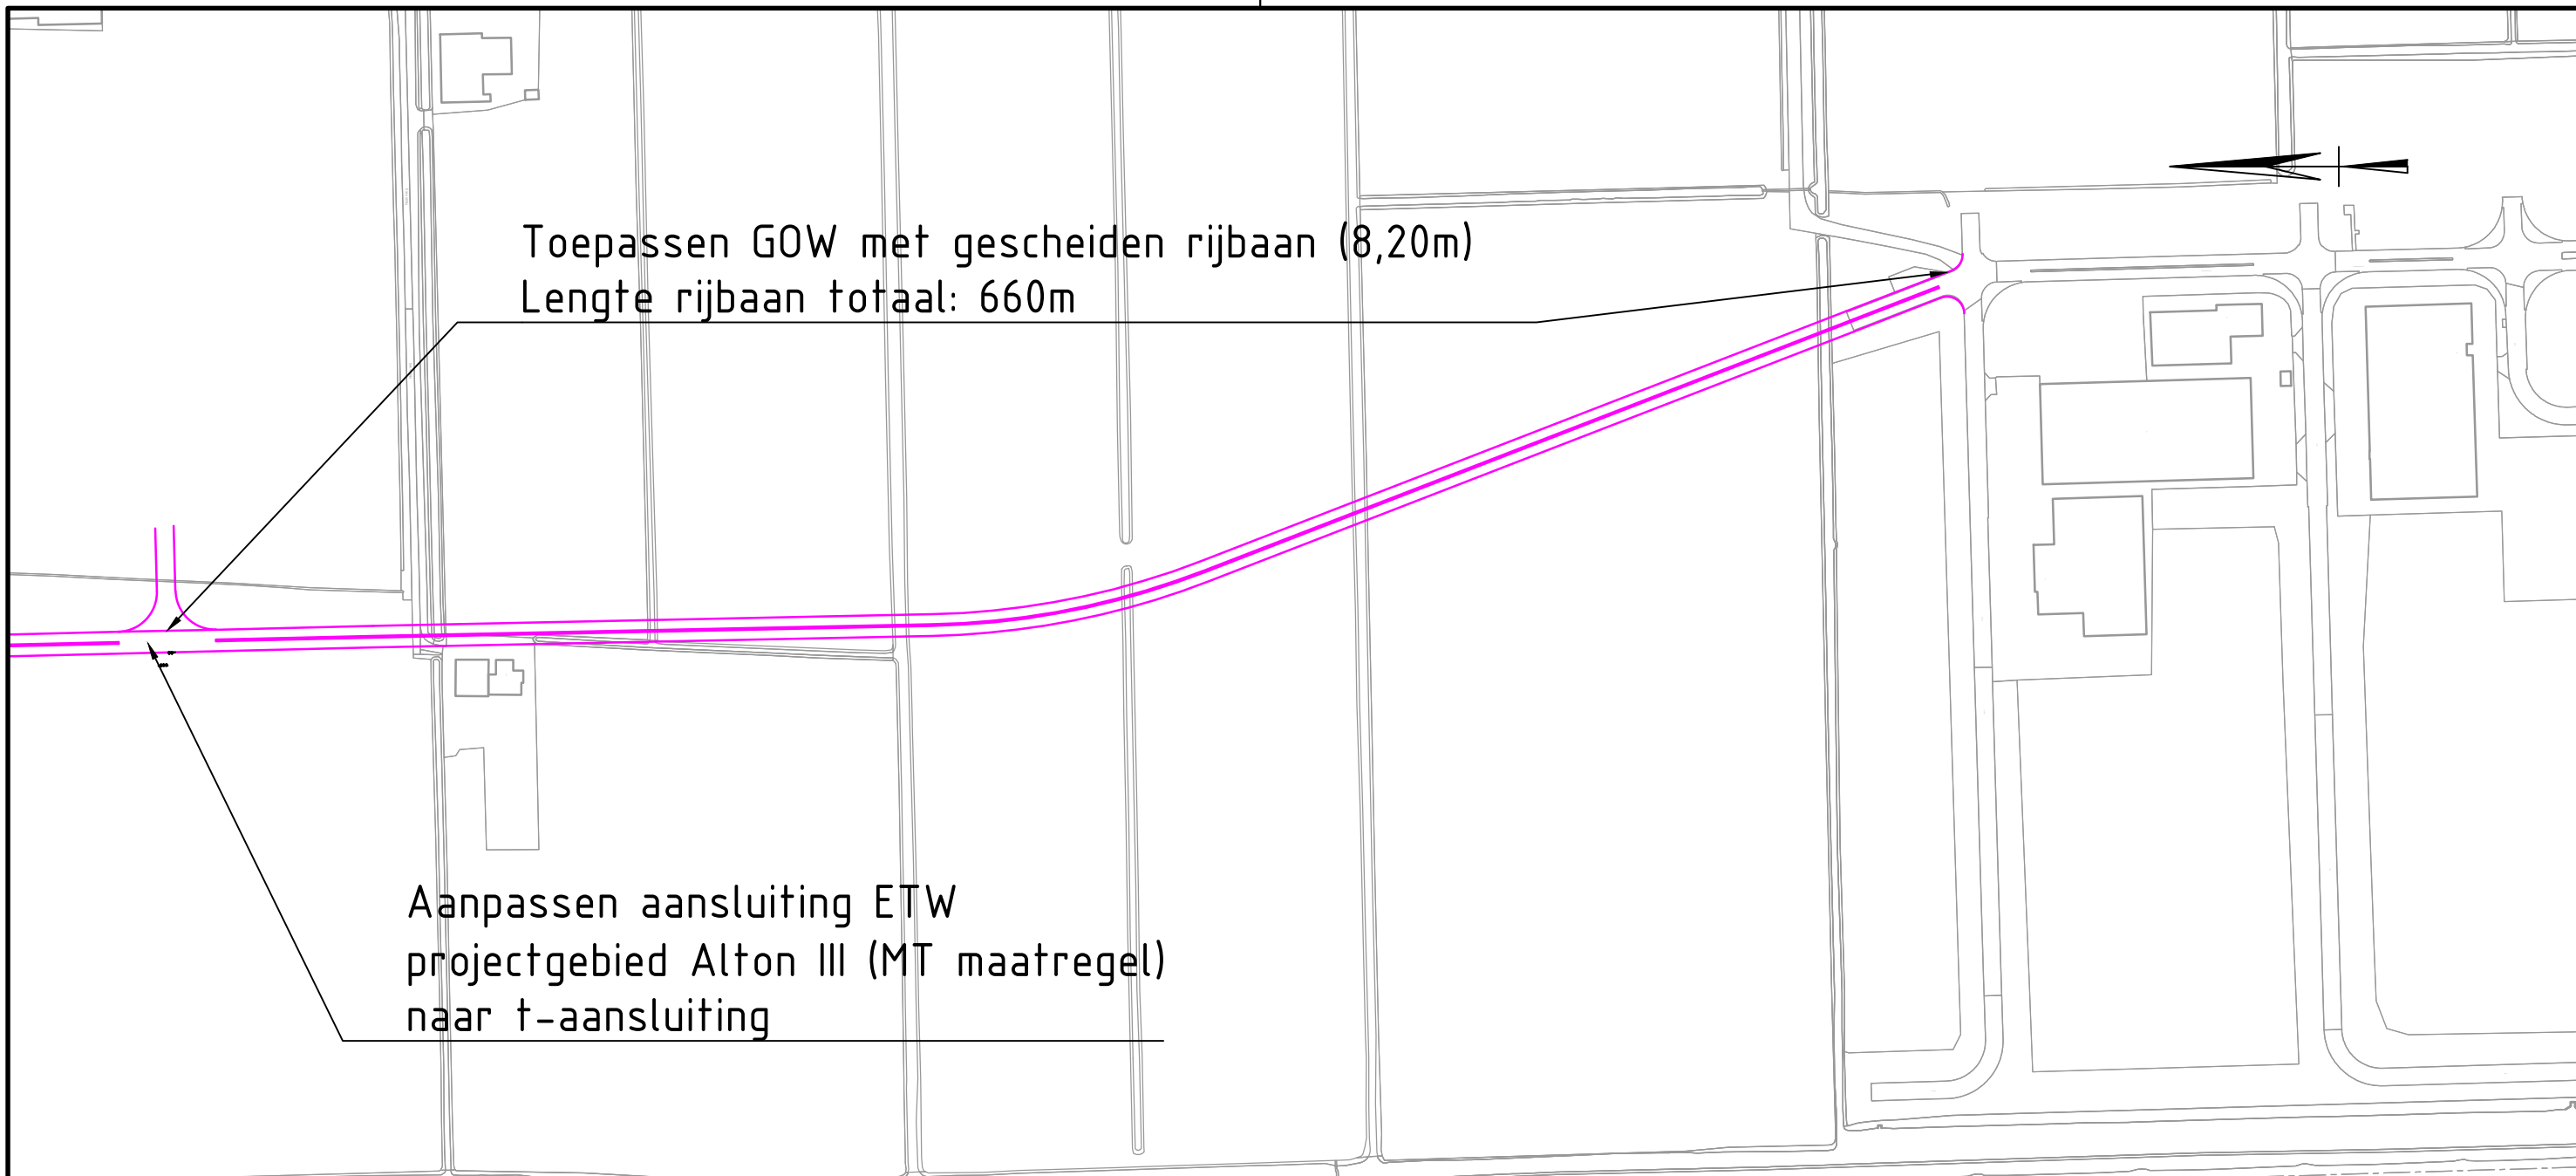 Toepassen GOW met gescheiden rijbaan (8,20m)
Lengte rijbaan totaal: 660m
Aanpassen aansluiting ETW
projectgebied Alton III (MT maatregel)
naar t-aansluiting